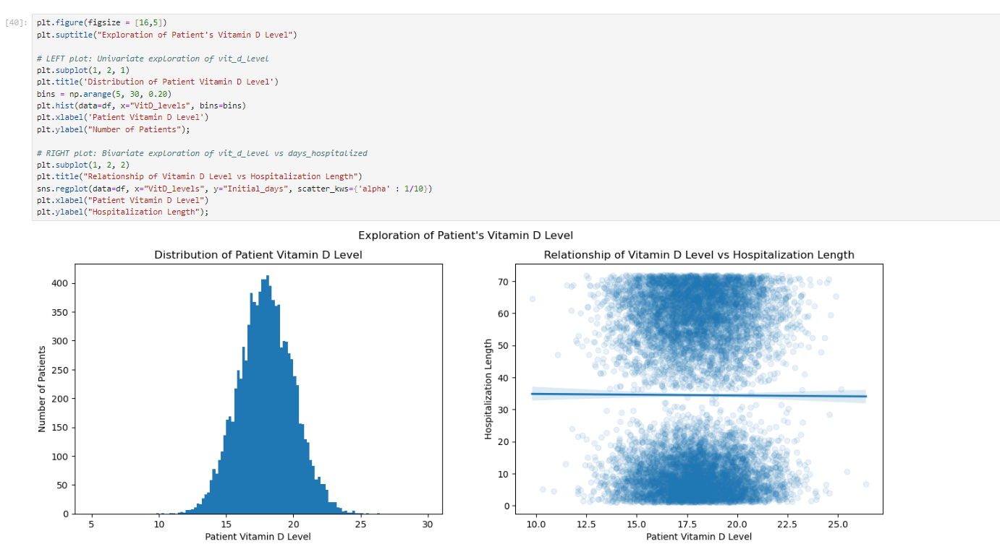 [40]:
plt.figure(figsize = [16,5])
plt.suptitle("Exploration of Patient's Vitamin D Level")
# LEFT plot: Univariate exploration of vit_d_level
plt.subplot(1, 2, 1)
plt.title('Distribution of Patient Vitamin D Level')
bins = np.arange(5, 30, 0.20)
plt.hist(data=df, x="VitD_levels", bins=bins)
plt.xlabel('Patient Vitamin D Level')
plt.ylabel("Number of Patients");
# RIGHT plot: Bivariate exploration of vit_d_level vs days_hospitalized
plt.subplot(1, 2, 2)
plt.title("Relationship of Vitamin D Level vs Hospitalization Length")
sns.regplot(data=df, x="VitD_levels", y="Initial_days", scatter_kws={'alpha' : 1/10})
plt.xlabel("Patient Vitamin D Level")
plt.ylabel("Hospitalization Length");
Exploration of Patient's Vitamin D Level
Distribution of Patient Vitamin D Level
400
350
300
250
200
150
100
50
0
Number of Patients
5 10 15 20 25 30
Patient Vitamin D Level
Relationship of Vitamin D Level vs Hospitalization Length
70
60
50
40
30
20
10
0
Hospitalization Length
10.0 12.5 15.0 17.5 20.0 22.5 25.0
Patient Vitamin D Level